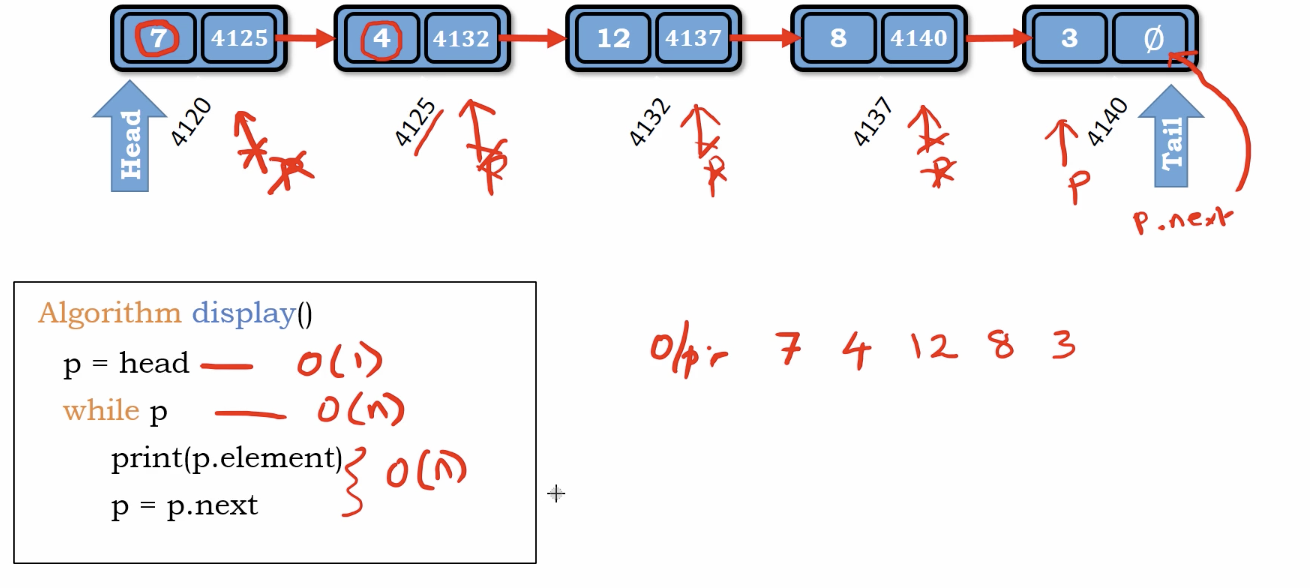 7 4125 4 4132 12 4137 8 4140 3 Ø
Head 4120 4125 4132 4137 4140 Tail
P P P P P
P.next
Algorithm display()
p = head O(1)
while p O(n)
print(p.element)
p = p.next O(n)
O/p:- 7 4 12 8 3